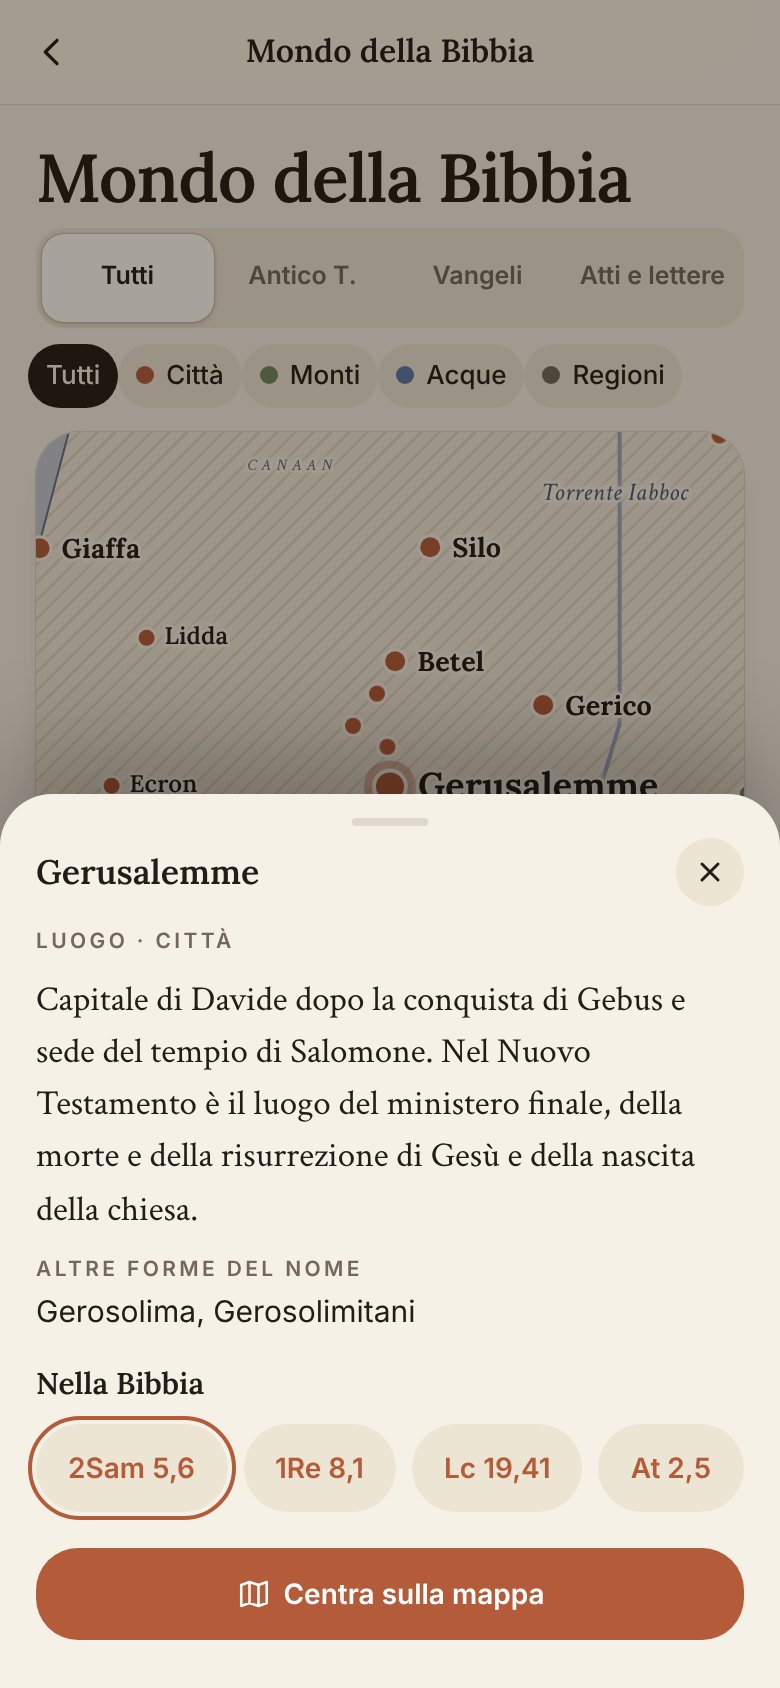 Mondo della Bibbia
Mondo della Bibbia
Tutti
Antico T.
Vangeli
Atti e lettere
Tutti
Città
Monti
Acque
Regioni
CANAAN
Torrente Iabboc
Giaffa
Silo
Lidda
Betel
Gerico
Ecron
Gerusalemme
Gerusalemme
LUOGO · CITTÀ
Capitale di Davide dopo la conquista di Gebus e
sede del tempio di Salomone. Nel Nuovo
Testamento è il luogo del ministero finale, della
morte e della risurrezione di Gesù e della nascita
della chiesa.
ALTRE FORME DEL NOME
Gerosolima, Gerosolimitani
Nella Bibbia
2Sam 5,6
1Re 8,1
Lc 19,41
At 2,5
Centra sulla mappa